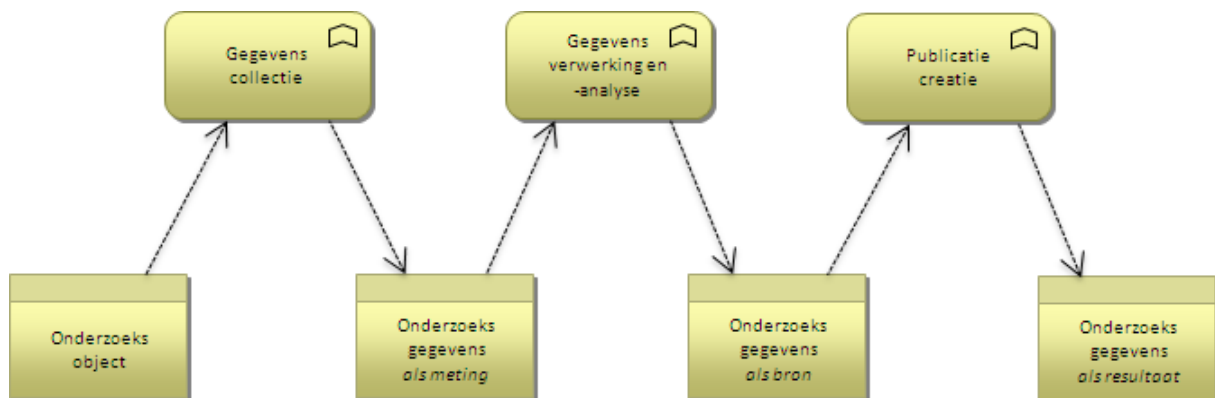 Gegevens
collectie
Gegevens
verwerking en
-analyse
Publicatie
creatie
Onderzoeks
object
Onderzoeks
gegevens
als meting
Onderzoeks
gegevens
als bron
Onderzoeks
gegevens
als resultaat